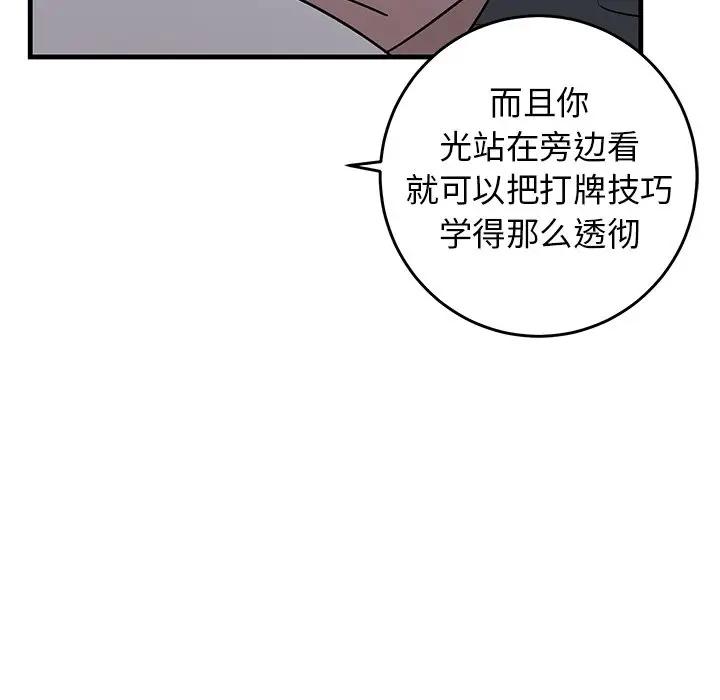 而且你
光站在旁边看
就可以把打牌技巧
学得那么透彻